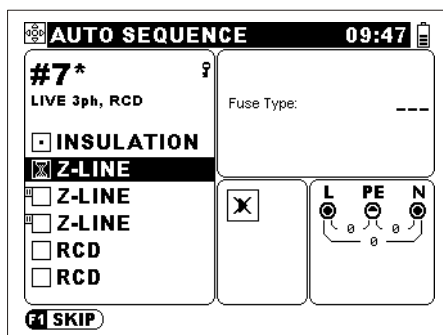 AUTO SEQUENCE 09:47
#7*
LIVE 3ph, RCD
INSULATION
Z-LINE
Z-LINE
Z-LINE
RCD
RCD
Fuse Type: ---
L PE N
0 0
0
F1 SKIP